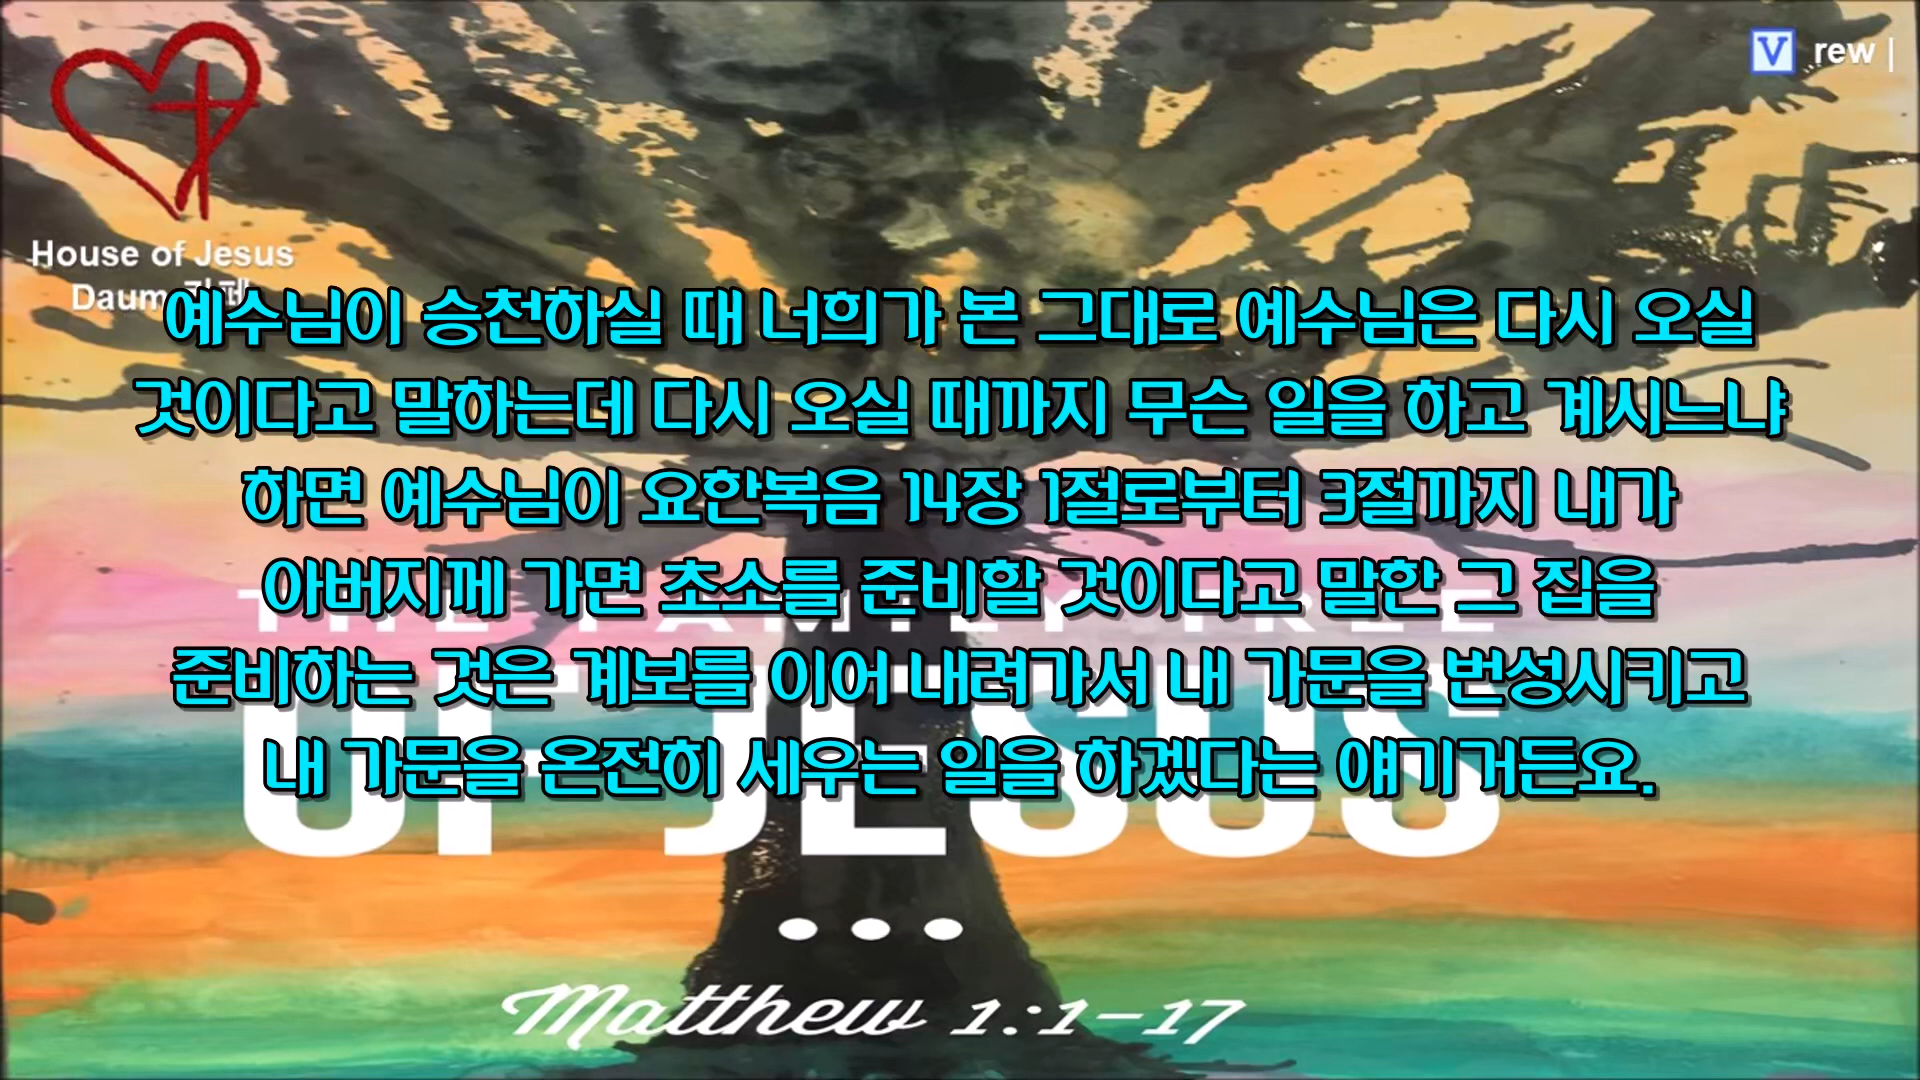 V rew |
House of Jesus
Daum 카페
예수님이 승천하실 때 너희가 본 그대로 예수님은 다시 오실
것이다고 말하는데 다시 오실 때까지 무슨 일을 하고 계시느냐
하면 예수님이 요한복음 14장 1절로부터 3절까지 내가
아버지께 가면 초소를 준비할 것이다고 말한 그 집을
준비하는 것은 계보를 이어 내려가서 내 가문을 번성시키고
내 가문을 온전히 세우는 일을 하겠다는 얘기거든요.
THE FAMILY TREE
OF JESUS
Matthew 1:1-17